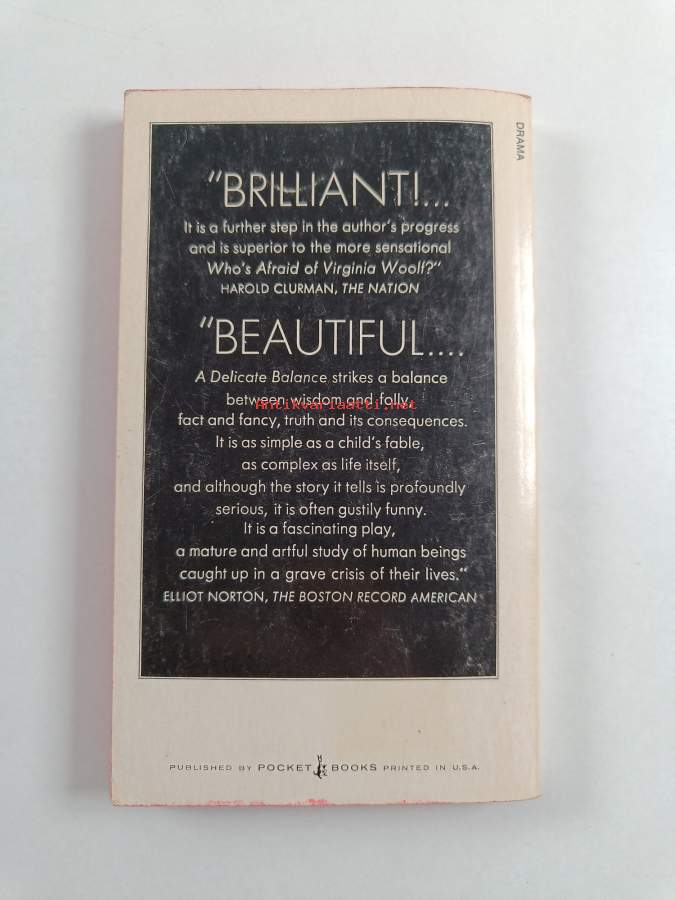 DRAMA
"BRILLIANT!...
It is a further step in the author's progress
and is superior to the more sensational
Who's Afraid of Virginia Woolf?"
HAROLD CLURMAN, THE NATION
"BEAUTIFUL....
A Delicate Balance strikes a balance
between wisdom and folly,
Antikvariaatti.net
fact and fancy, truth and its consequences.
It is as simple as a child's fable,
as complex as life itself,
and although the story it tells is profoundly
serious, it is often gustily funny.
It is a fascinating play,
a mature and artful study of human beings
caught up in a grave crisis of their lives."
ELLIOT NORTON, THE BOSTON RECORD AMERICAN
PUBLISHED BY POCKET BOOKS PRINTED IN U.S.A.